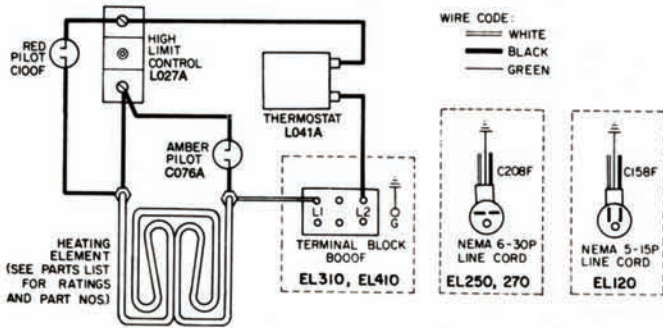 RED
PILOT
C100F
HIGH
LIMIT
CONTROL
L027A
THERMOSTAT
L041A
AMBER
PILOT
C076A
HEATING
ELEMENT
(SEE PARTS LIST
FOR RATINGS
AND PART NOS.)
L1
L2
G
TERMINAL BLOCK
B000F
EL310, EL410
WIRE CODE:
WHITE
BLACK
GREEN
C208F
NEMA 6-30P
LINE CORD
EL250, 270
C158F
NEMA 5-15P
LINE CORD
EL120